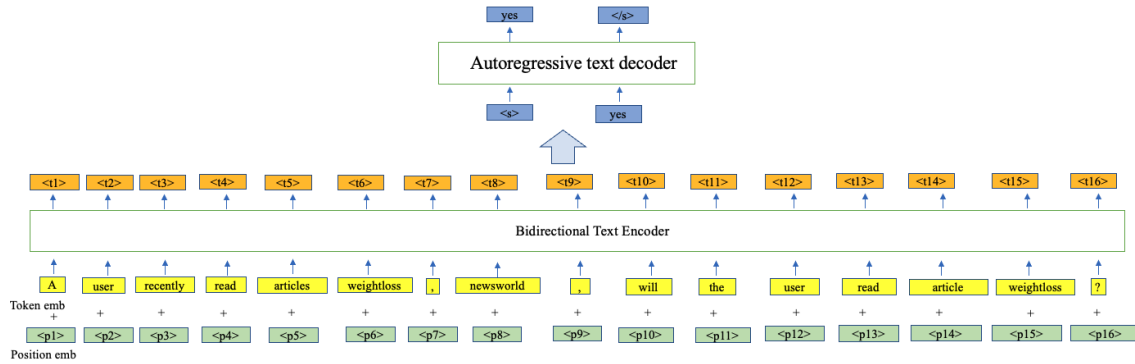 yes </s>
Autoregressive text decoder
<s> yes
<t1> <t2> <t3> <t4> <t5> <t6> <t7> <t8> <t9> <t10> <t11> <t12> <t13> <t14> <t15> <t16>
Bidirectional Text Encoder
A user recently read articles weightloss , newsworld , will the user read article weightloss ?
Token emb
+ + + + + + + + + + + + + + + +
<p1> <p2> <p3> <p4> <p5> <p6> <p7> <p8> <p9> <p10> <p11> <p12> <p13> <p14> <p15> <p16>
Position emb